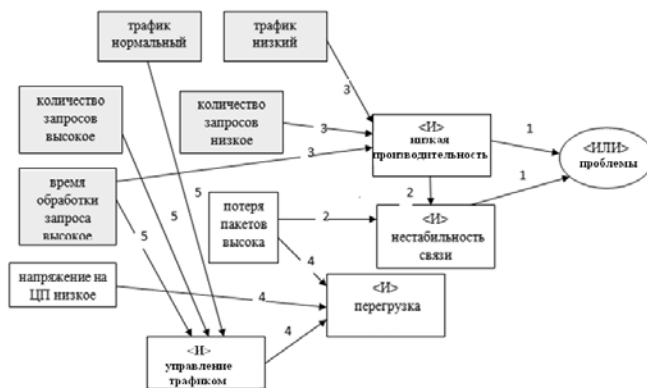 трафик
нормальный
трафик
низкий
количество
запросов
высокое
количество
запросов
низкое
<И>
низкая
производительность
<ИЛИ>
проблемы
время
обработки
запроса
высокое
потеря
пакетов
высока
<И>
нестабильность
связи
напряжение на
ЦП низкое
<И>
перегрузка
<И>
управление
трафиком
3
3
3
1
1
2
2
5
5
5
4
4
4